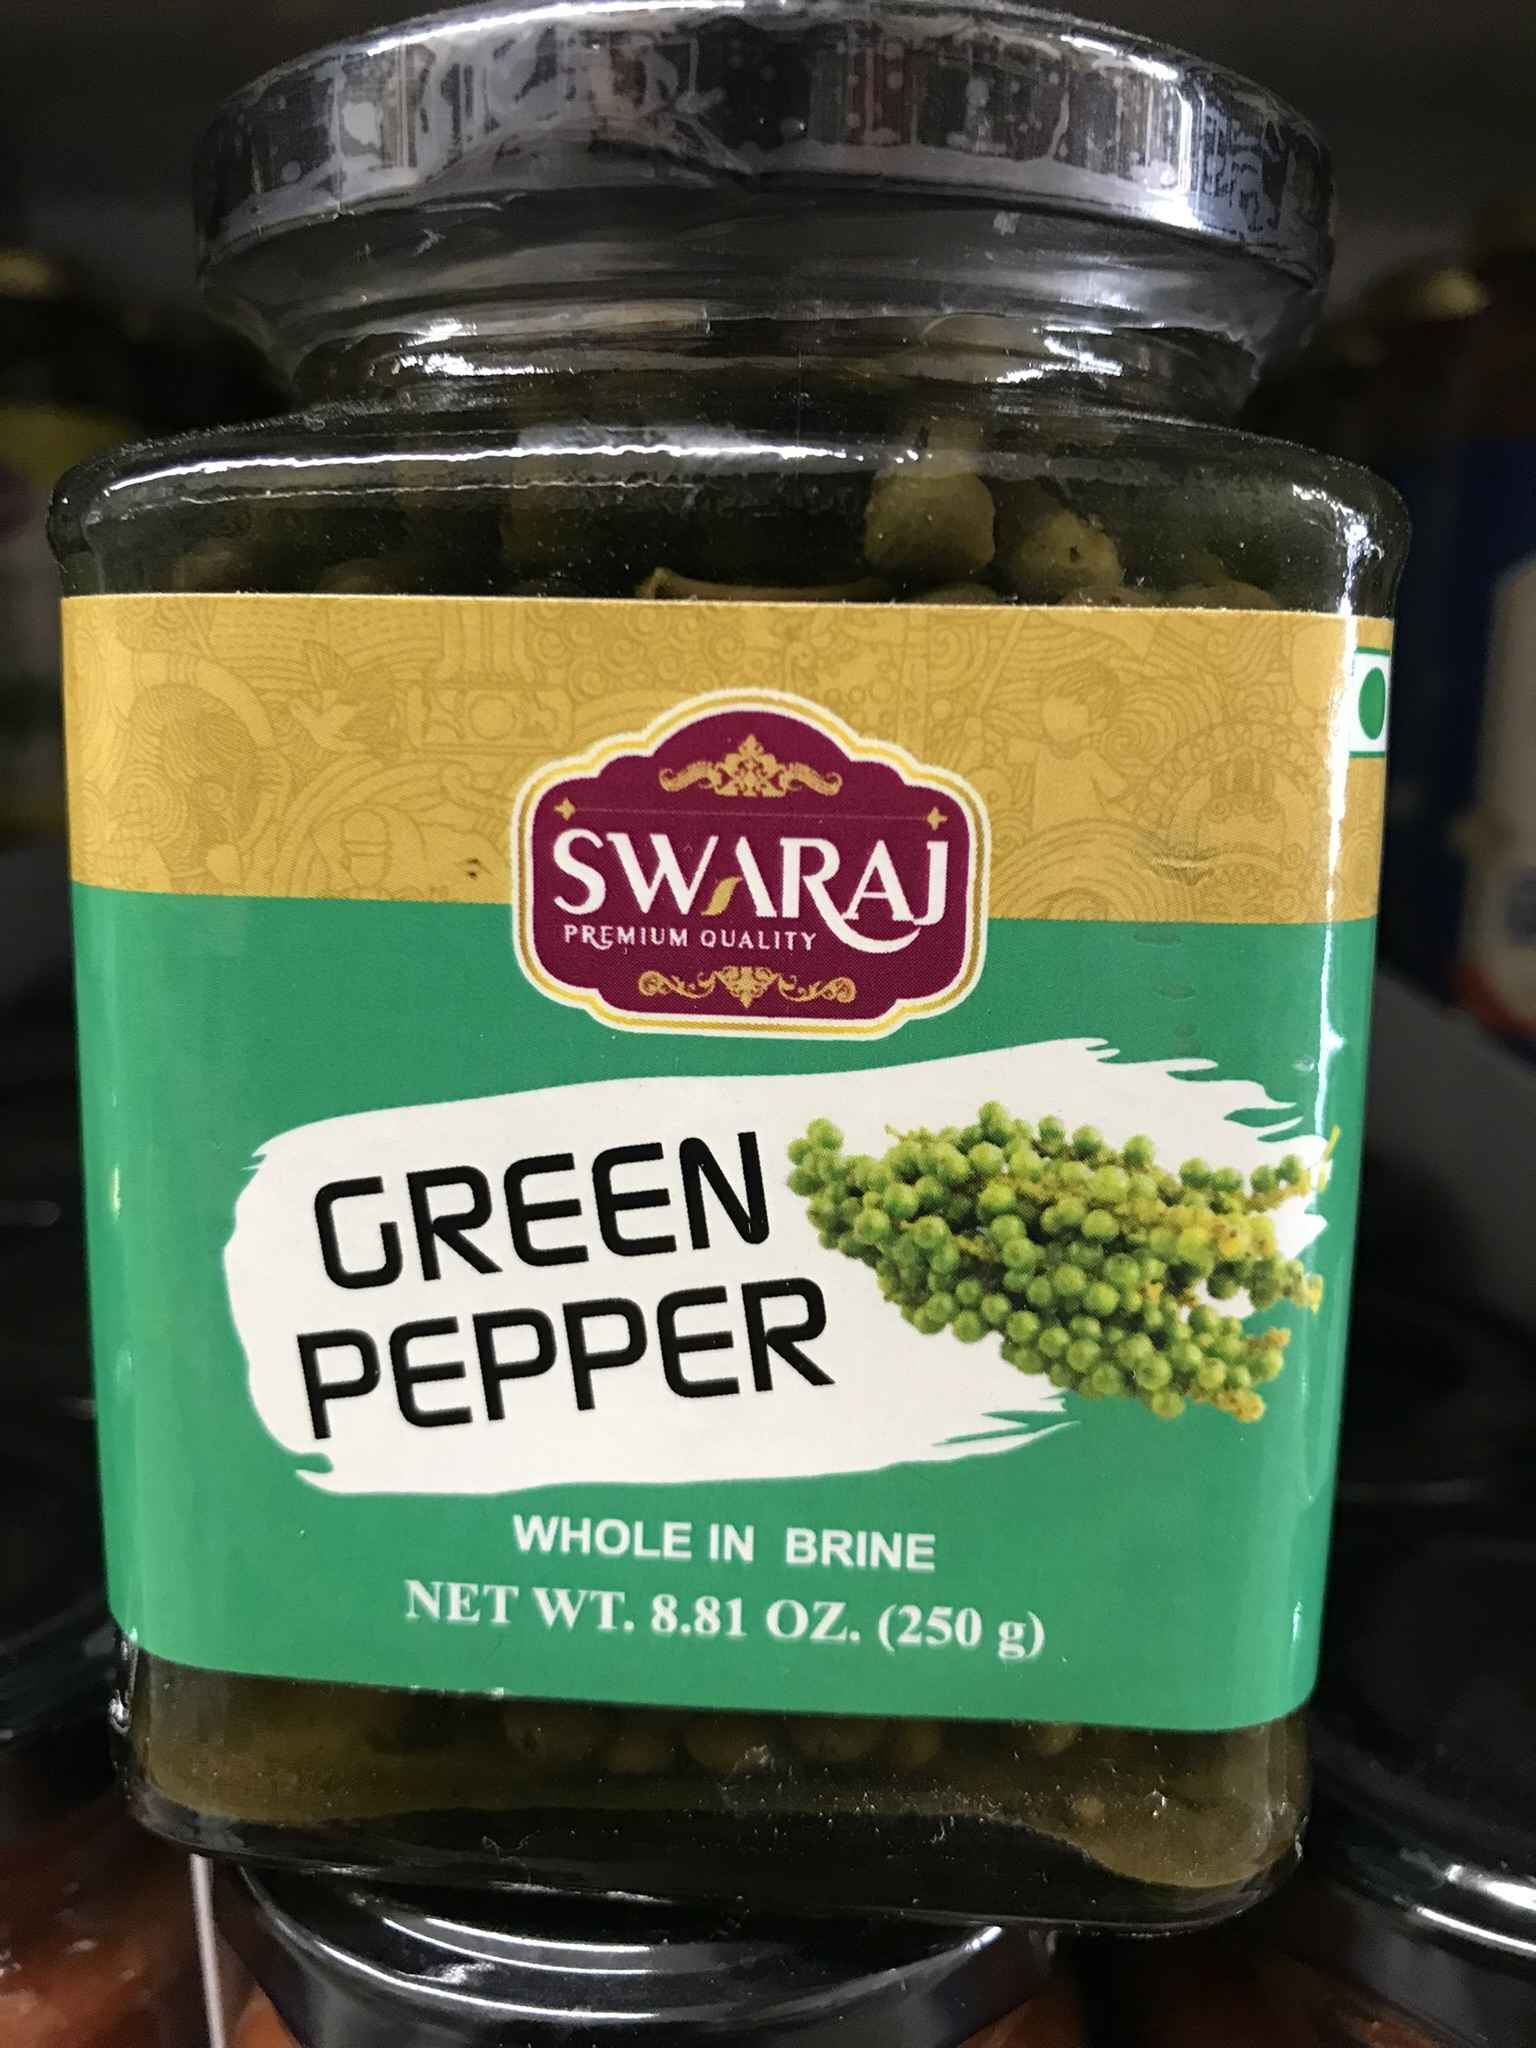 SWARAJ
PREMIUM QUALITY
GREEN
PEPPER
WHOLE IN BRINE
NET WT. 8.81 OZ. (250 g)